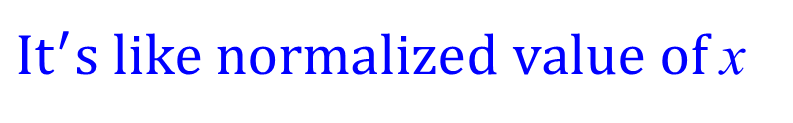 It′s like normalized value of x